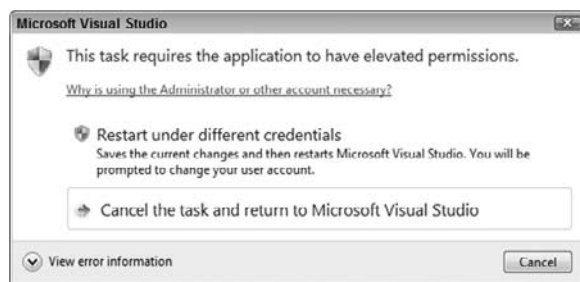 Microsoft Visual Studio
This task requires the application to have elevated permissions.
Why is using the Administrator or other account necessary?
Restart under different credentials
Saves the current changes and then restarts Microsoft Visual Studio. You will be
prompted to change your user account.
Cancel the task and return to Microsoft Visual Studio
View error information
Cancel